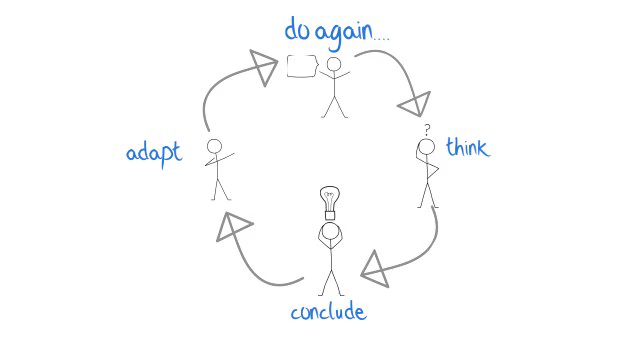 do again....
?
think
adapt
conclude